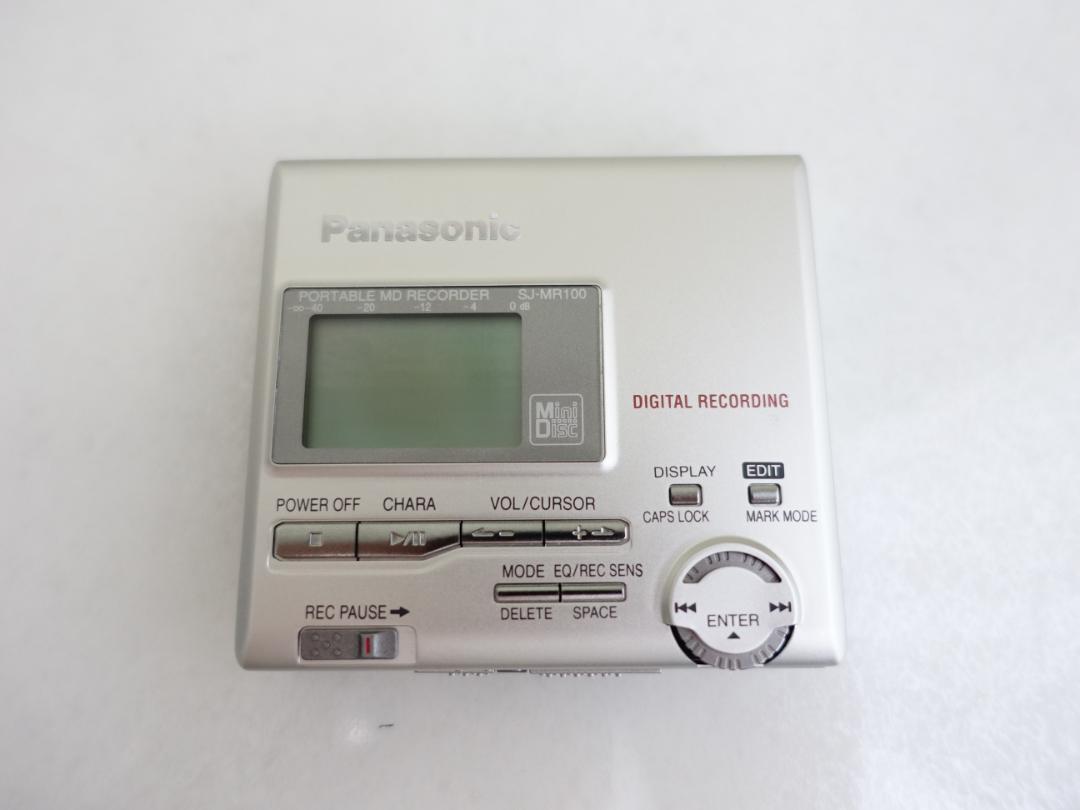 Panasonic
PORTABLE MD RECORDER SJ-MR100
-∞-40 -20 -12 -4 0 dB
Mini
Disc
DIGITAL RECORDING
DISPLAY EDIT
CAPS LOCK MARK MODE
POWER OFF CHARA VOL/CURSOR
MODE EQ/REC SENS
DELETE SPACE
REC PAUSE
ENTER